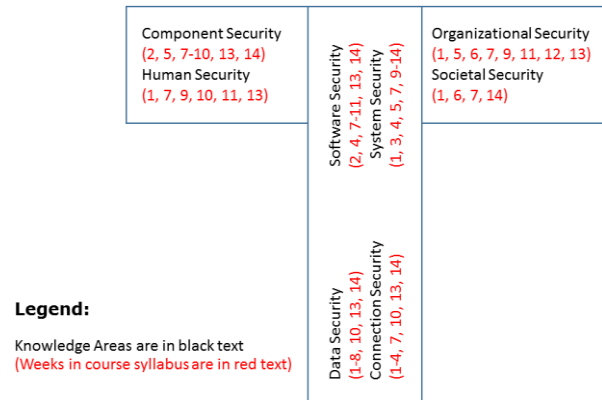 Component Security
(2, 5, 7-10, 13, 14)
Human Security
(1, 7, 9, 10, 11, 13)
Software Security
(2, 4, 7-11, 13, 14)
System Security
(1, 3, 4, 5, 7, 9-14)
Organizational Security
(1, 5, 6, 7, 9, 11, 12, 13)
Societal Security
(1, 6, 7, 14)
Data Security
(1-8, 10, 13, 14)
Connection Security
(1-4, 7, 10, 13, 14)
Legend:
Knowledge Areas are in black text
(Weeks in course syllabus are in red text)